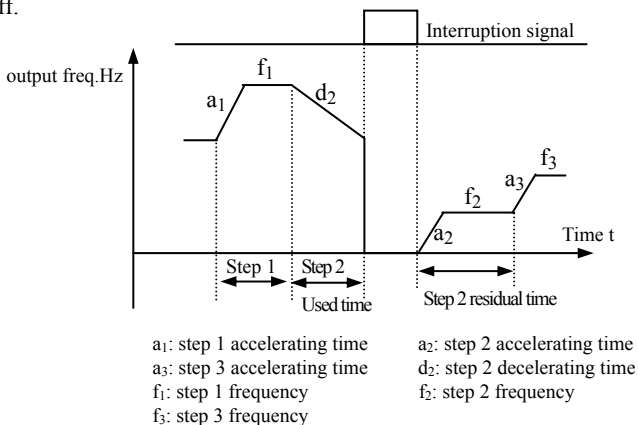 ff.
Interruption signal
output freq.Hz
f₁
a₁
d₂
f₃
a₃
f₂
a₂
Time t
Step 1
Step 2
Used time
Step 2 residual time
a₁: step 1 accelerating time
a₂: step 2 accelerating time
a₃: step 3 accelerating time
d₂: step 2 decelerating time
f₁: step 1 frequency
f₂: step 2 frequency
f₃: step 3 frequency